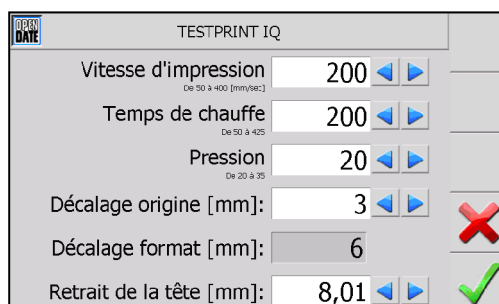 OPEN DATE
TESTPRINT IQ
Vitesse d'impression 200
De 50 à 400 [mm/sec]
Temps de chauffe 200
De 50 à 425
Pression 20
De 20 à 35
Décalage origine [mm]: 3
Décalage format [mm]: 6
Retrait de la tête [mm]: 8,01